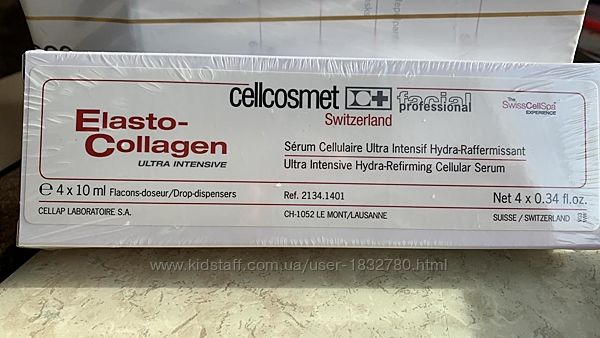 cellcosmet facial
professional
Switzerland
The
SwissCellSpa
EXPERIENCE
Elasto-
Collagen
ULTRA INTENSIVE
Sérum Cellulaire Ultra Intensif Hydra-Raffermissant
Ultra Intensive Hydra-Refirming Cellular Serum
℮ 4 x 10 ml Flacons-doseur/Drop-dispensers Ref. 2134.1401 Net 4 x 0.34 fl.oz.
CELLAP LABORATOIRE S.A. CH-1052 LE MONT/LAUSANNE SUISSE / SWITZERLAND
www.kidstaff.com.ua/user-1832780.html